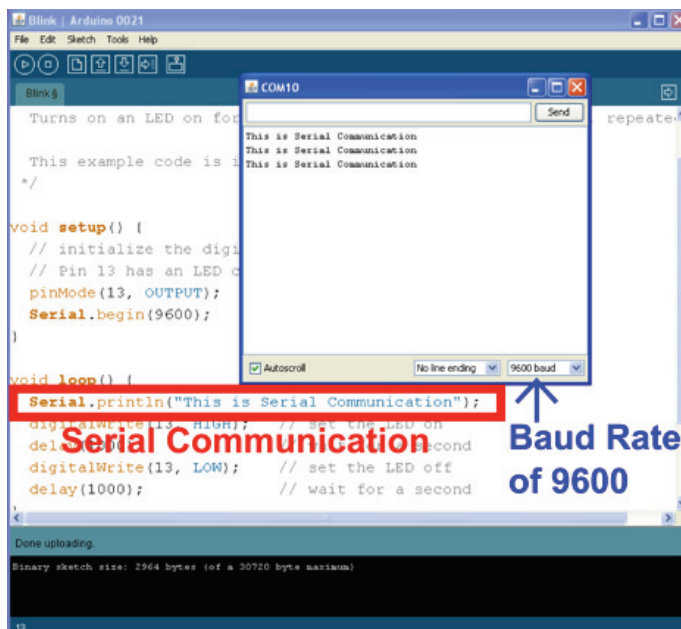 Blink | Arduino 0021
File Edit Sketch Tools Help
Blink §
Turns on an LED on for
repeate
This example code is i
*/
void setup() {
// initialize the digi
// Pin 13 has an LED c
pinMode(13, OUTPUT);
Serial.begin(9600);
}
void loop() {
Serial.println("This is Serial Communication");
digitalWrite(13, HIGH); // set the LED on
Serial Communication
second
digitalWrite(13, LOW); // set the LED off
delay(1000); // wait for a second
COM10
Send
This is Serial Communication
This is Serial Communication
This is Serial Communication
Autoscroll
No line ending
9600 baud
Baud Rate
of 9600
Done uploading.
Binary sketch size: 2964 bytes (of a 30720 byte maximum)
13